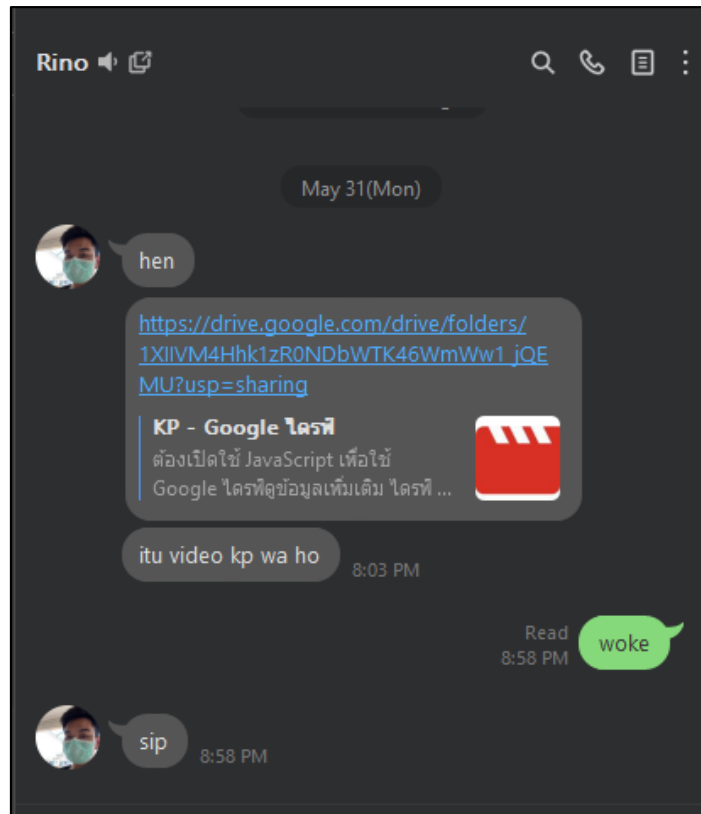 Rino
May 31(Mon)
hen
https://drive.google.com/drive/folders/
1XIIVM4Hhk1zR0NDbWTK46WmWw1_jQE
MU?usp=sharing
KP - Google ไดรฟ์
ต้องเปิดใช้ JavaScript เพื่อใช้
Google ไดรฟ์ดูข้อมูลเพิ่มเติม ไดรฟ์ ...
itu video kp wa ho
8:03 PM
Read
8:58 PM
woke
sip
8:58 PM